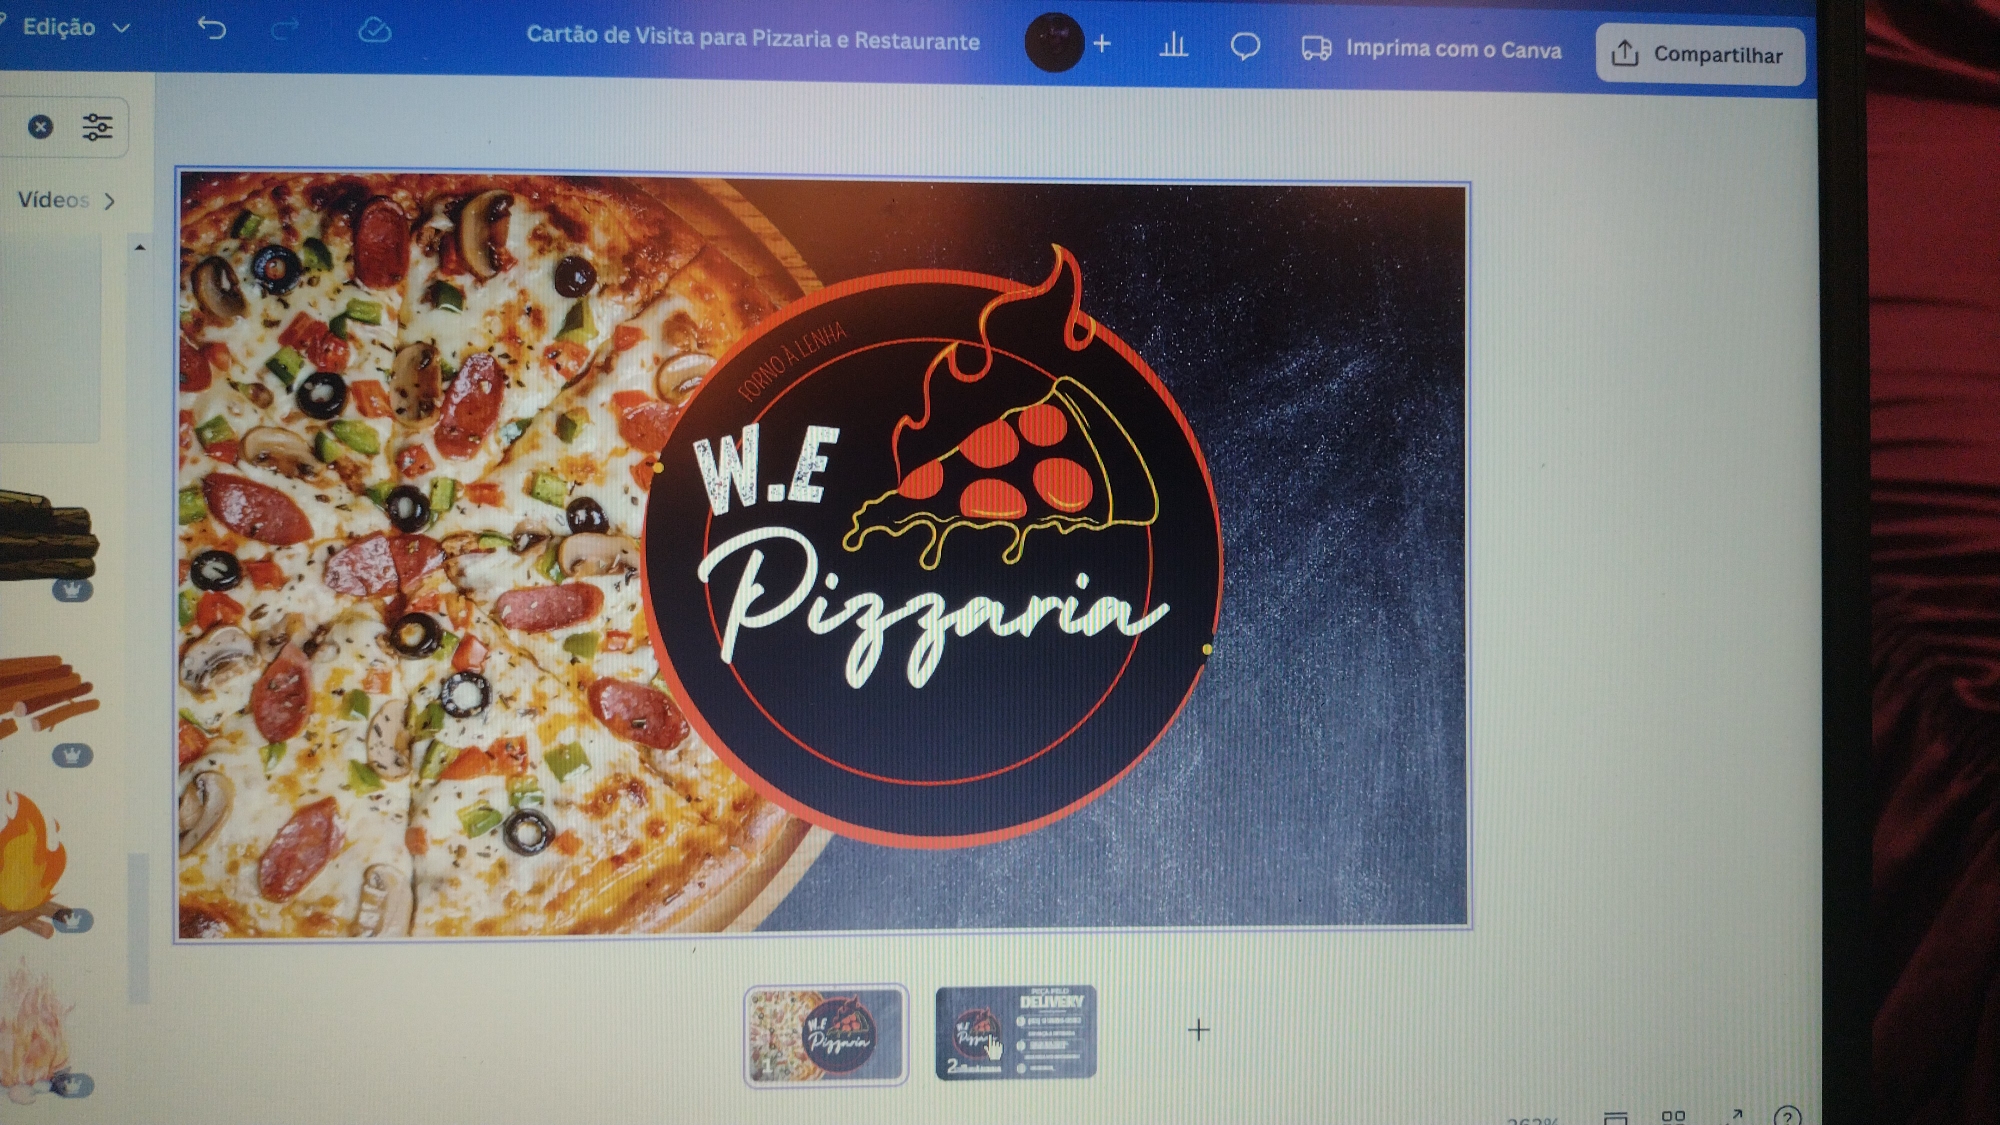 Edição
Cartão de Visita para Pizzaria e Restaurante
Imprima com o Canva
Compartilhar
Vídeos
FORNO À LENHA
W.E
Pizzaria
W.E
Pizzaria
1
PEÇA PELO
DELIVERY
W.E
2